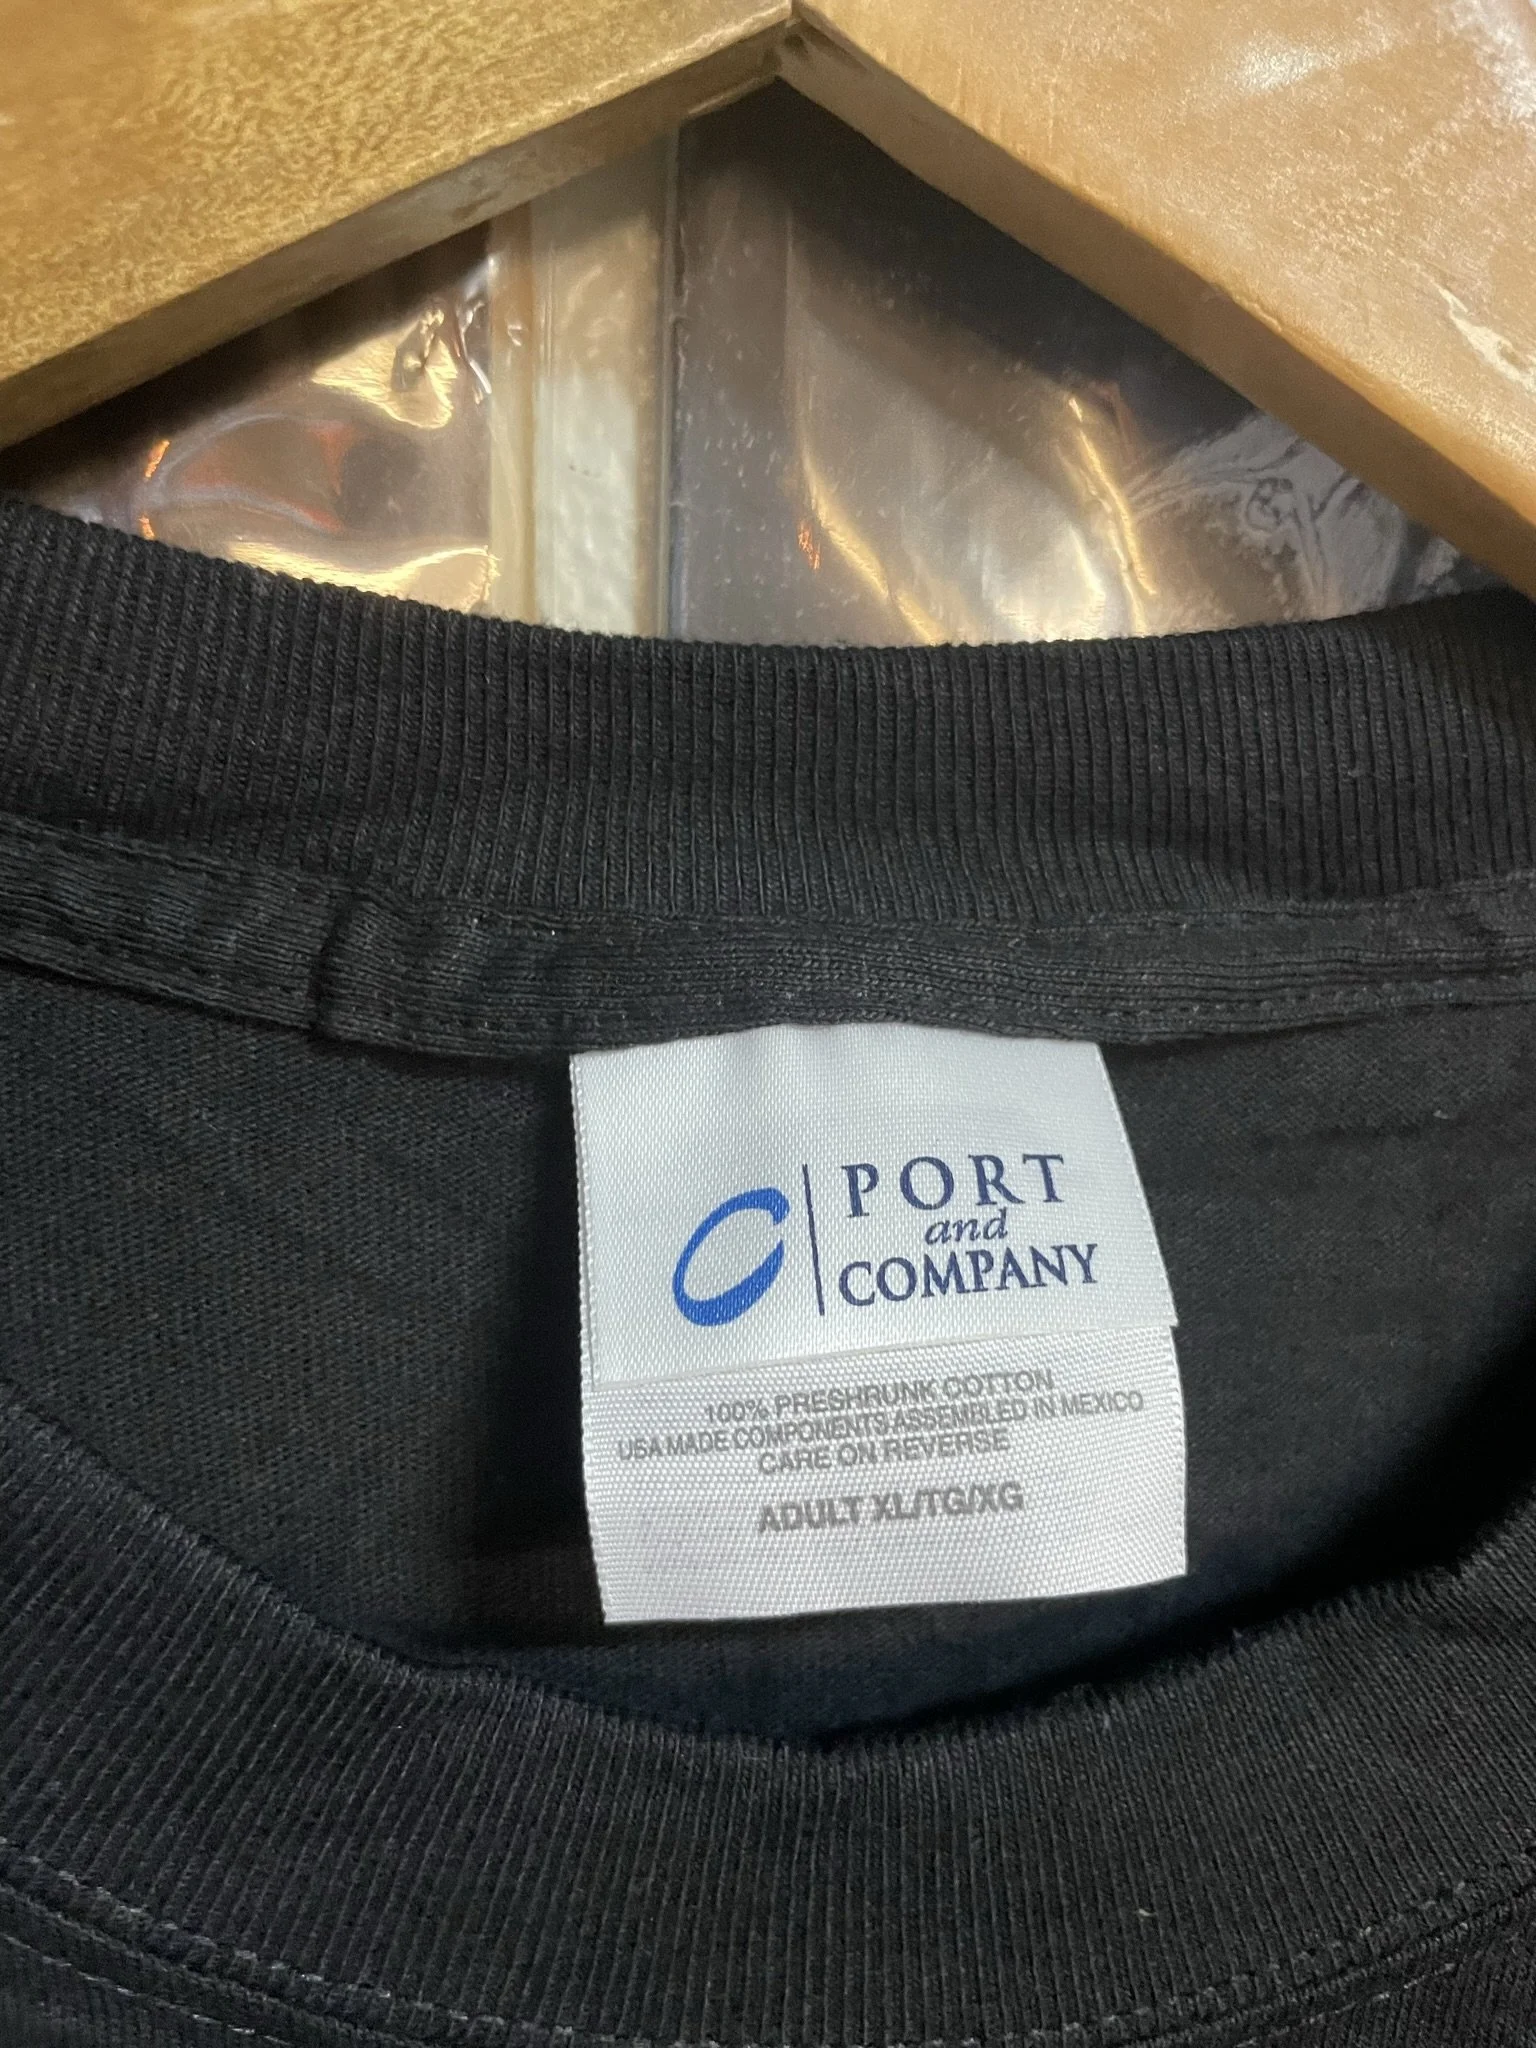 PORT
and
COMPANY
100% PRESHRUNK COTTON
USA MADE COMPONENTS ASSEMBLED IN MEXICO
CARE ON REVERSE
ADULT XL/TG/XG